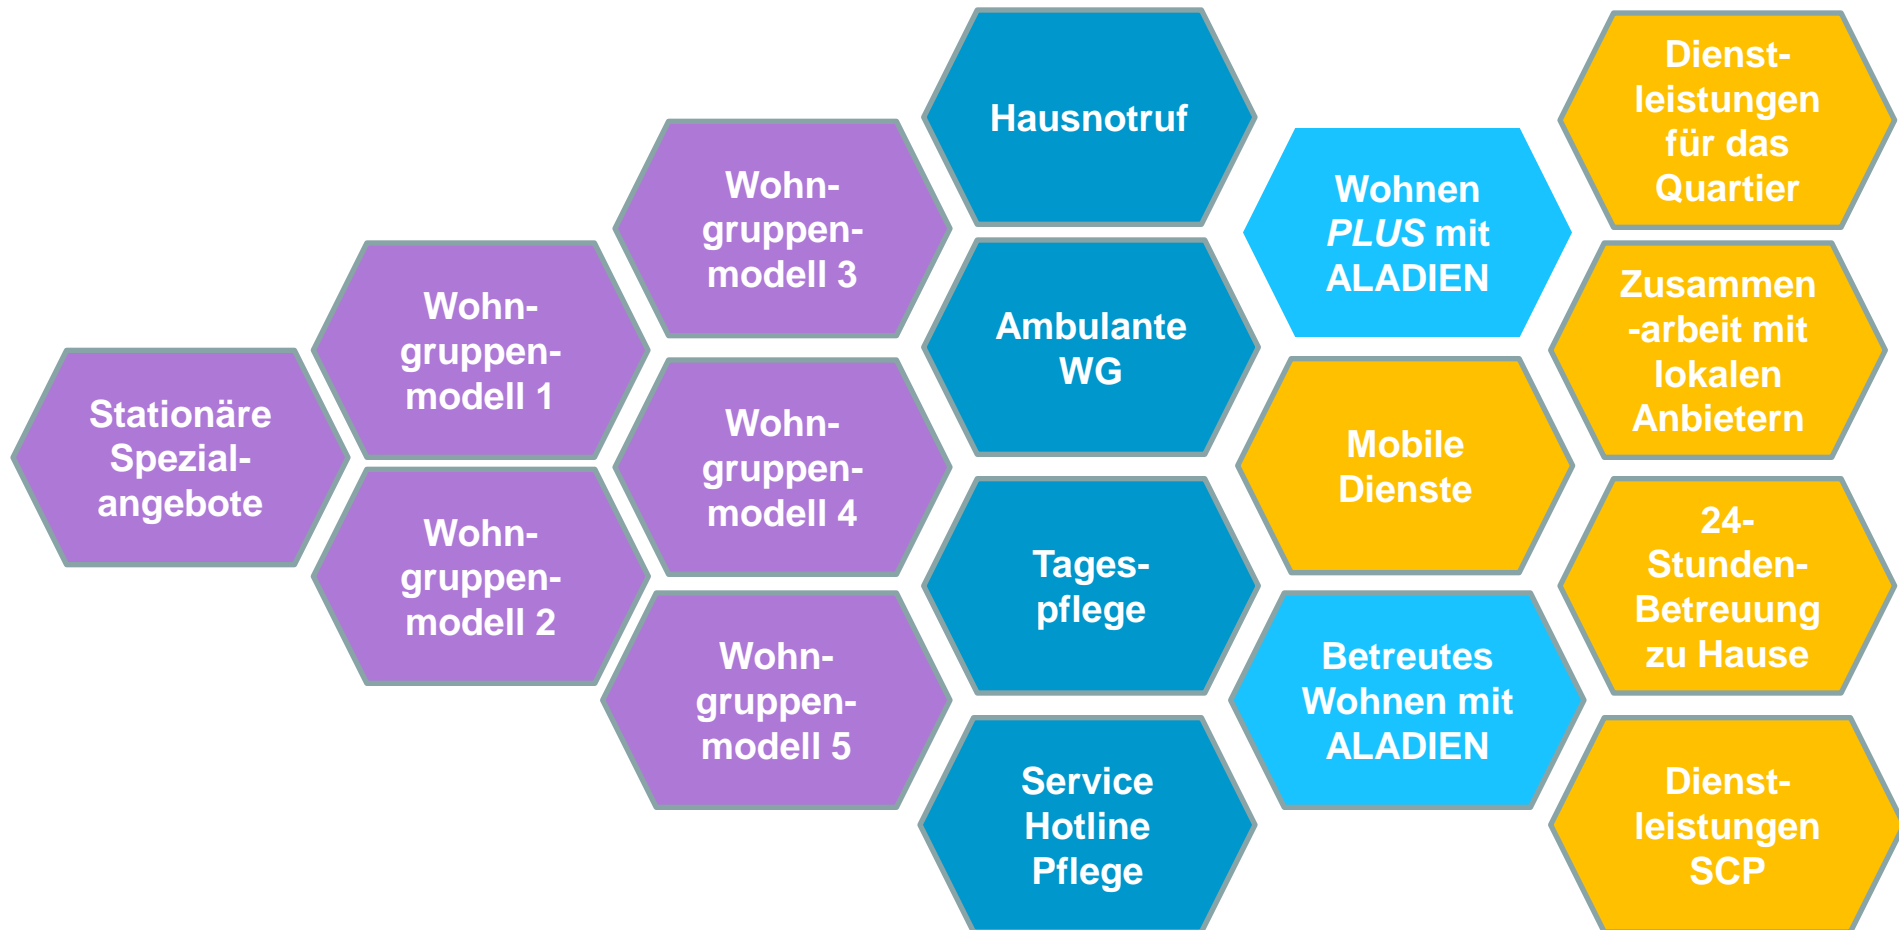 Stationäre
Spezial-
angebote
Wohn-
gruppen-
modell 1
Wohn-
gruppen-
modell 2
Wohn-
gruppen-
modell 3
Wohn-
gruppen-
modell 4
Wohn-
gruppen-
modell 5
Hausnotruf
Ambulante
WG
Tages-
pflege
Service
Hotline
Pflege
Wohnen
PLUS mit
ALADIEN
Mobile
Dienste
Betreutes
Wohnen mit
ALADIEN
Dienst-
leistungen
für das
Quartier
Zusammen
-arbeit mit
lokalen
Anbietern
24-
Stunden-
Betreuung
zu Hause
Dienst-
leistungen
SCP